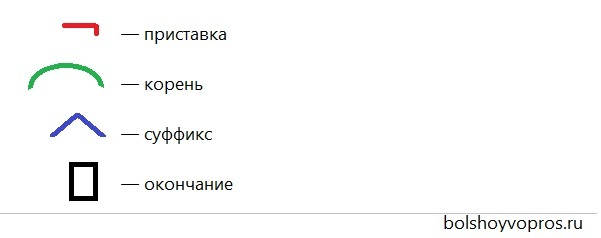 — приставка
— корень
— суффикс
— окончание
bolshoyvopros.ru